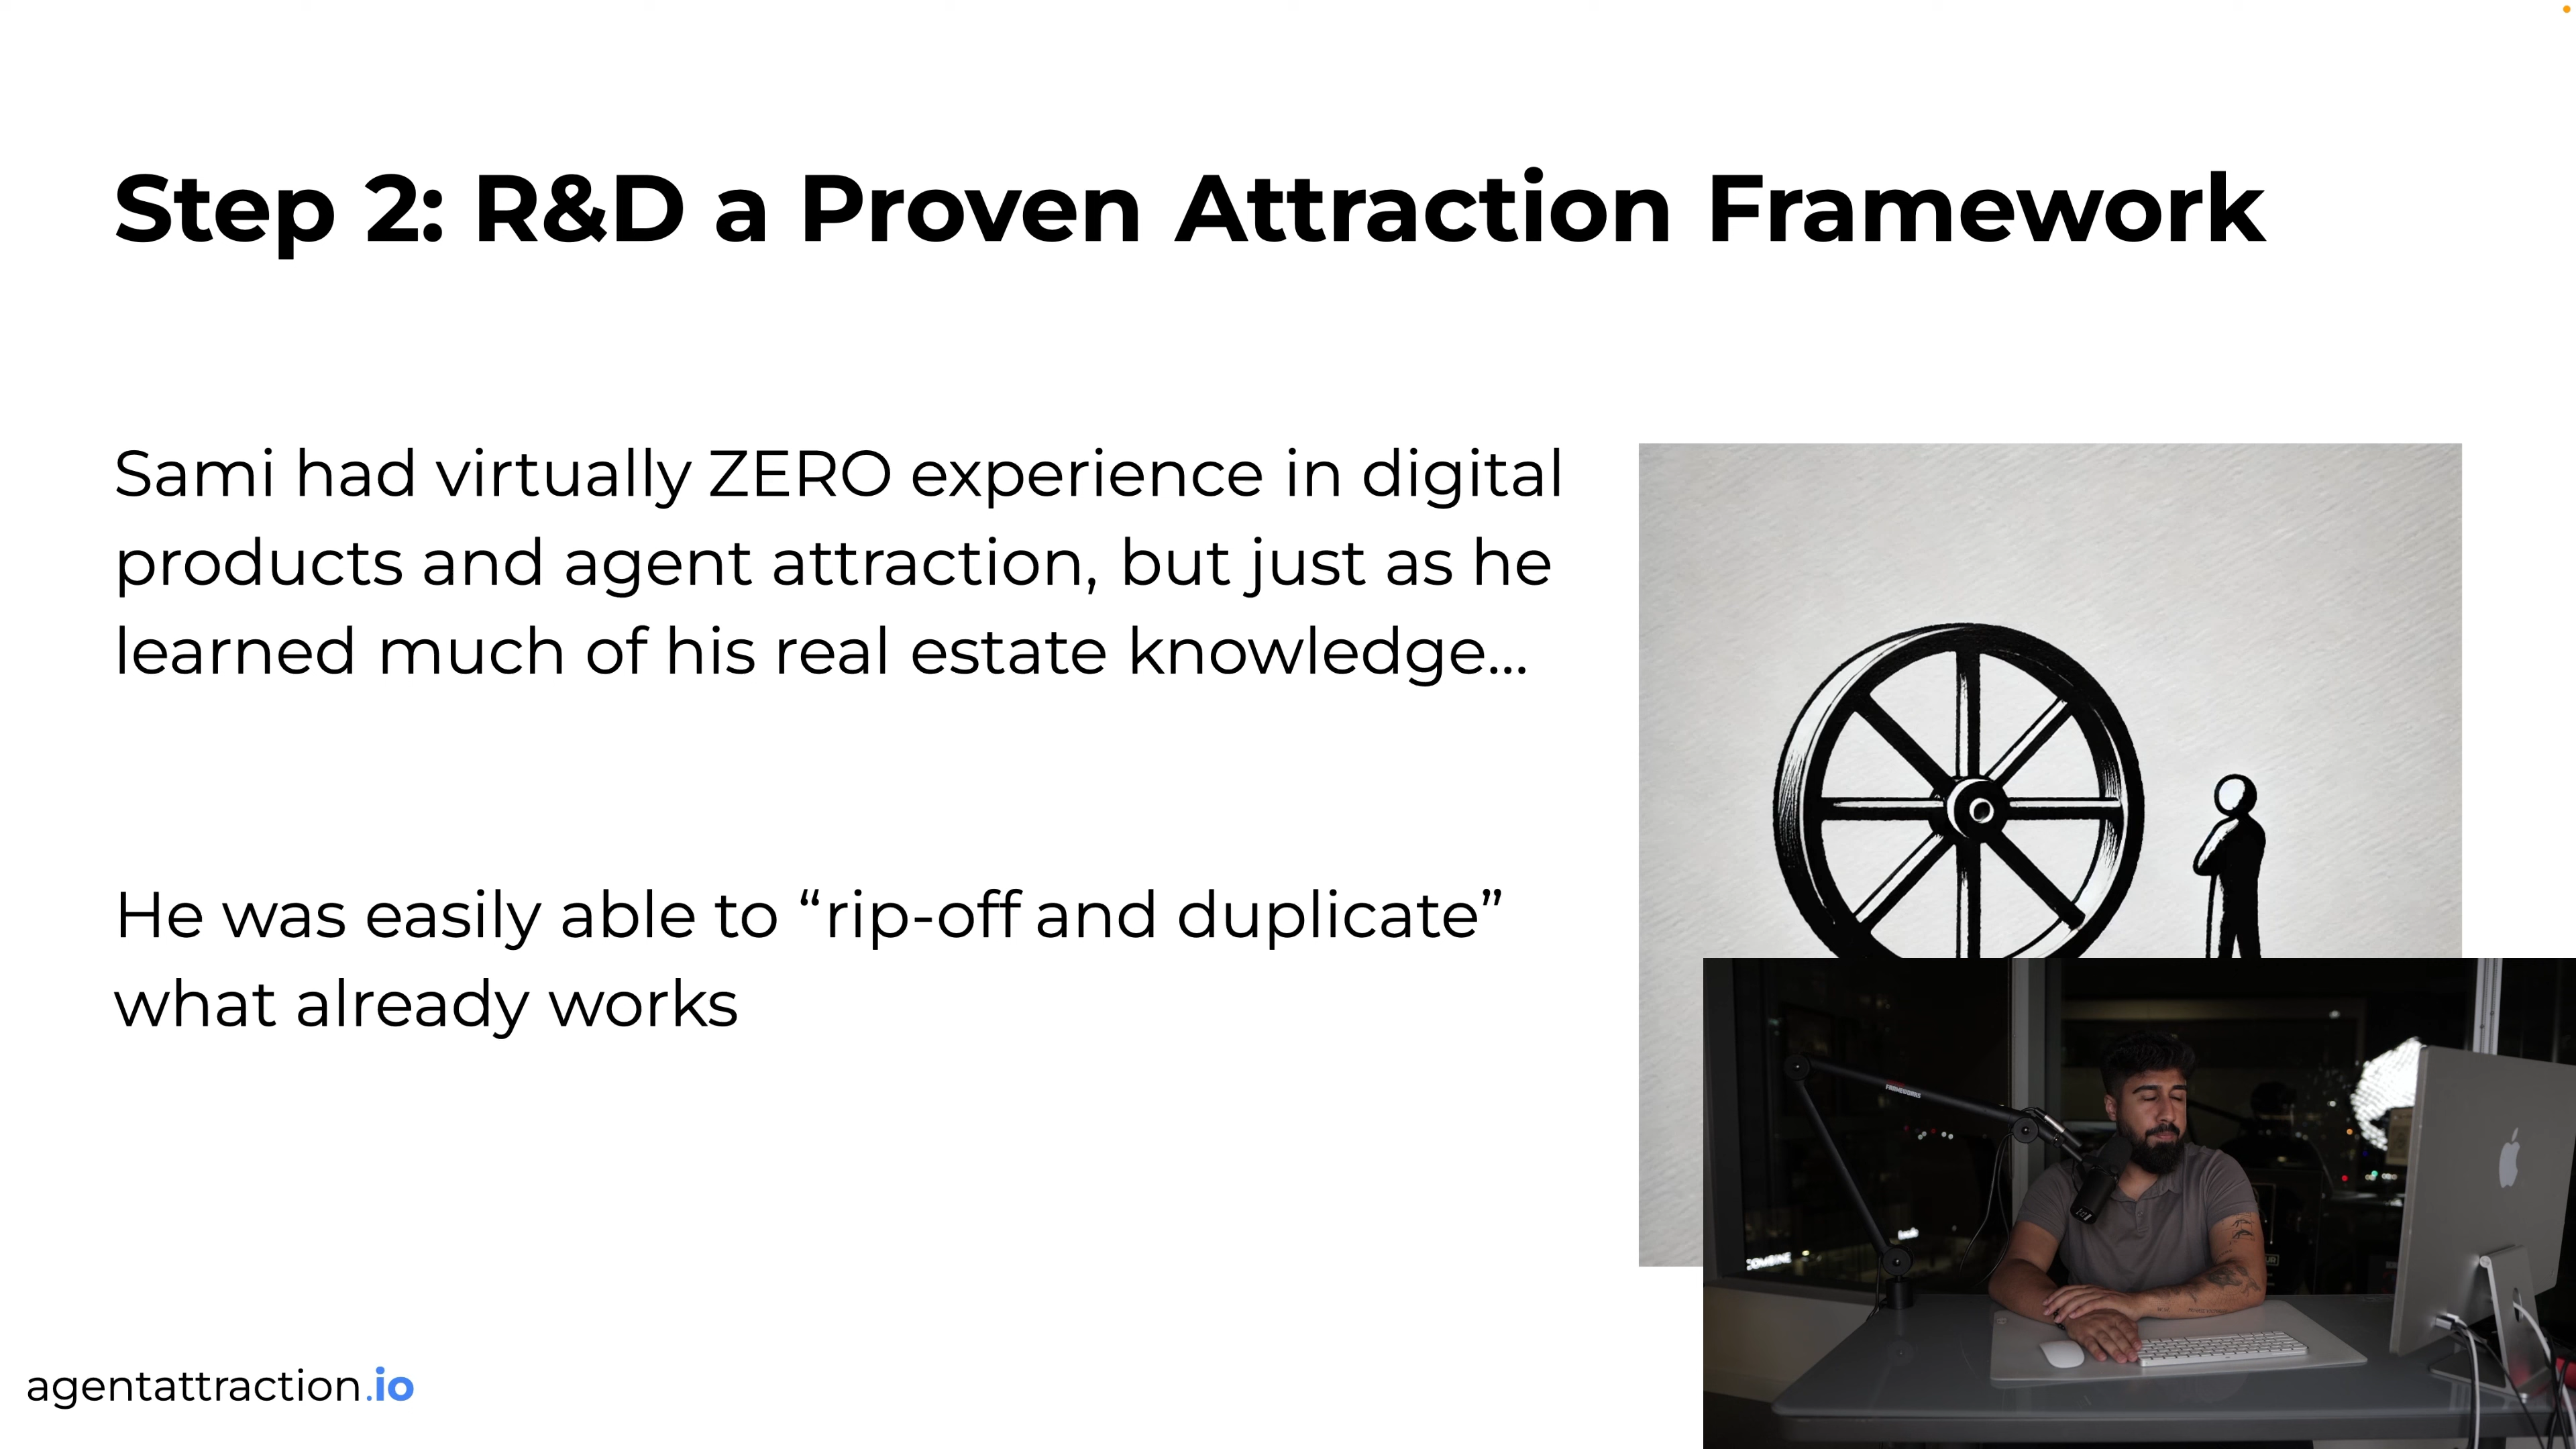 Step 2: R&D a Proven Attraction Framework
Sami had virtually ZERO experience in digital
products and agent attraction, but just as he
learned much of his real estate knowledge...
He was easily able to “rip-off and duplicate”
what already works
agentattraction.io